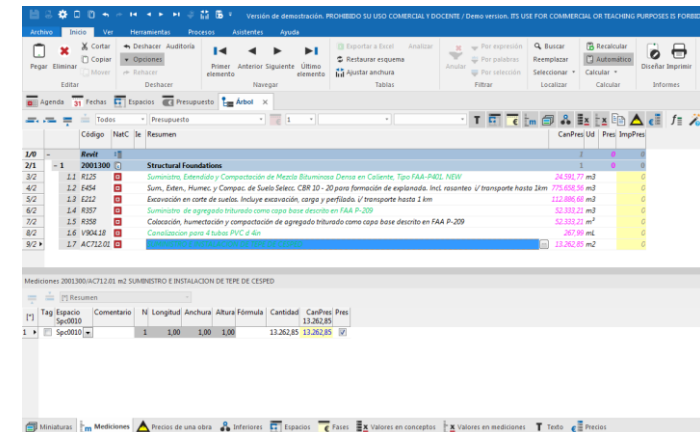 Versión de demostración. PROHIBIDO SU USO COMERCIAL Y DOCENTE / Demo version. ITS USE FOR COMMERCIAL OR TEACHING PURPOSES IS FORBID
Archivo Inicio Ver Herramientas Procesos Asistentes Ayuda
Pegar Eliminar Cortar Copiar Mover Deshacer Auditoría Opciones Rehacer Primer elemento Anterior Siguiente Último elemento Exportar a Excel Analizar Restaurar esquema Ajustar anchura Anular Por expresión Por palabras Por selección Buscar Reemplazar Seleccionar Recalcular Automático Calcular Diseñar Imprimir
Editar Deshacer Navegar Tablas Filtrar Localizar Calcular Informes
Agenda 31 Fechas Espacios Presupuesto Árbol ×
Todos Presupuesto 1
Código NatC Ie Resumen CanPres Ud Pres ImpPres
1/0 - Revit 1 0 0
2/1 - 1 2001300 Structural Foundations 1 0 0
3/2 1.1 R125 Suministro, Extendido y Compactación de Mezcla Bituminosa Densa en Caliente, Tipo FAA-P401. NEW 24.591,77 m3 0
4/2 1.2 E454 Sum., Exten., Humec. y Compac. de Suelo Selecc. CBR 10 - 20 para formación de explanada. Incl. rasanteo i/ transporte hasta 1km 775.658,56 m3 0
5/2 1.3 E212 Excavación en corte de suelos. Incluye excavación, carga y perfilada. i/ transporte hasta 1 km 112.886,68 m3 0
6/2 1.4 R357 Suministro de agregado triturado como capa base descrito en FAA P-209 52.333,21 m3 0
7/2 1.5 R358 Colocación, humectación y compactación de agregado triturado como capa base descrito en FAA P-209 52.333,21 m³ 0
8/2 1.6 V904.18 Canalizacion para 4 tubos PVC d 4in 267,99 mL 0
9/2 1.7 AC712.01 13.262,85 m2 0
Mediciones 2001300/AC712.01 m2 SUMINISTRO E INSTALACION DE TEPE DE CESPED
[*] Resumen
[*] Tag Espacio Comentario N Longitud Anchura Altura Fórmula Cantidad CanPres Pres
Spc0010 13.262,85
1 Spc0010 1 1,00 1,00 1,00 13.262,85 13.262,85
Miniaturas Mediciones Precios de una obra Inferiores Espacios Fases Valores en conceptos Valores en mediciones Texto Precios